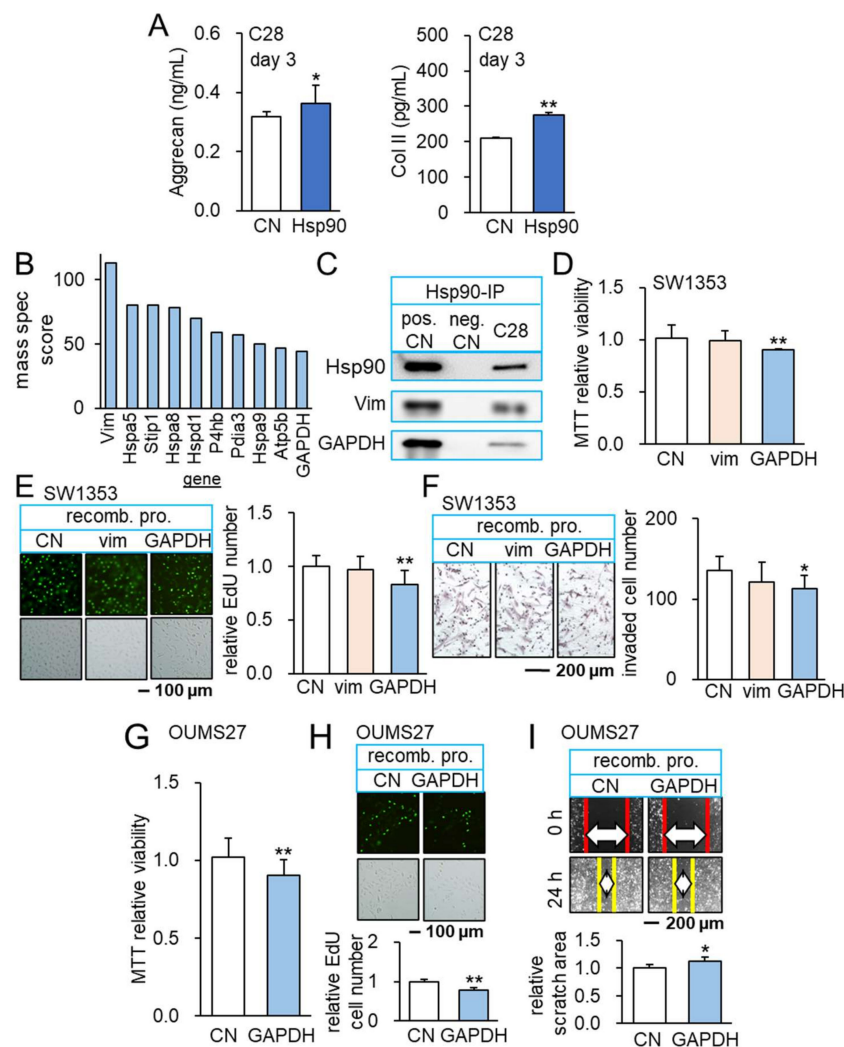 A
C28
day 3
Aggrecan (ng/mL)
0.6
0.4
0.2
0.0
*
CN Hsp90
C28
day 3
Col II (pg/mL)
500
400
300
200
100
0
**
CN Hsp90
B
mass spec
score
100
50
0
Vim
Hspa5
Stip1
Hspa8
Hspd1
P4hb
Pdia3
Hspa9
Atp5b
GAPDH
gene
C
Hsp90-IP
pos. neg. C28
CN CN
Hsp90
Vim
GAPDH
D
SW1353
MTT relative viability
1.5
1.0
0.5
0.0
**
CN vim GAPDH
E SW1353
recomb. pro.
CN vim GAPDH
100 µm
relative EdU number
1.5
1.0
0.5
0.0
**
CN vim GAPDH
F SW1353
recomb. pro.
CN vim GAPDH
200 µm
invaded cell number
200
100
0
*
CN vim GAPDH
G OUMS27
MTT relative viability
1.5
1.0
0.5
0.0
**
CN GAPDH
H OUMS27
recomb. pro.
CN GAPDH
100 µm
relative EdU
cell number
2
1
0
**
CN GAPDH
I OUMS27
recomb. pro.
CN GAPDH
0 h
24 h
200 µm
relative
scratch area
1.5
1.0
0.5
0.0
*
CN GAPDH